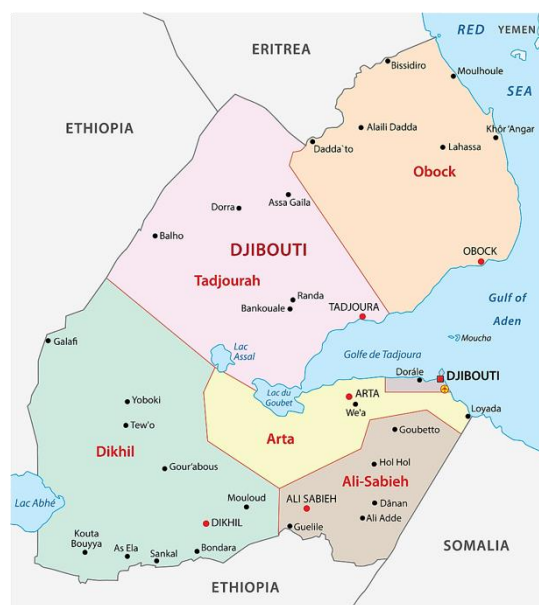 RED
YEMEN
ERITREA
Bissidiro
Moulhoule
SEA
ETHIOPIA
Alaili Dadda
Khôr 'Angar
Dadda`to
Lahassa
Obock
Assa Gaila
Dorra
Balho
DJIBOUTI
OBOCK
Tadjourah
Randa
Bankouale
TADJOURA
Gulf of
Aden
Moucha
Galafi
Lac
Assal
Golfe de Tadjoura
Dorále
DJIBOUTI
Lac du
Goubet
ARTA
We'a
Loyada
Yoboki
Tew'o
Goubetto
Arta
Dikhil
Hol Hol
Gour'abous
Ali-Sabieh
Lac Abhé
Mouloud
ALI SABIEH
Dânan
DIKHIL
Guelile
Ali Adde
Kouta
Bouyya
As Ela
Sankal
Bondara
SOMALIA
ETHIOPIA